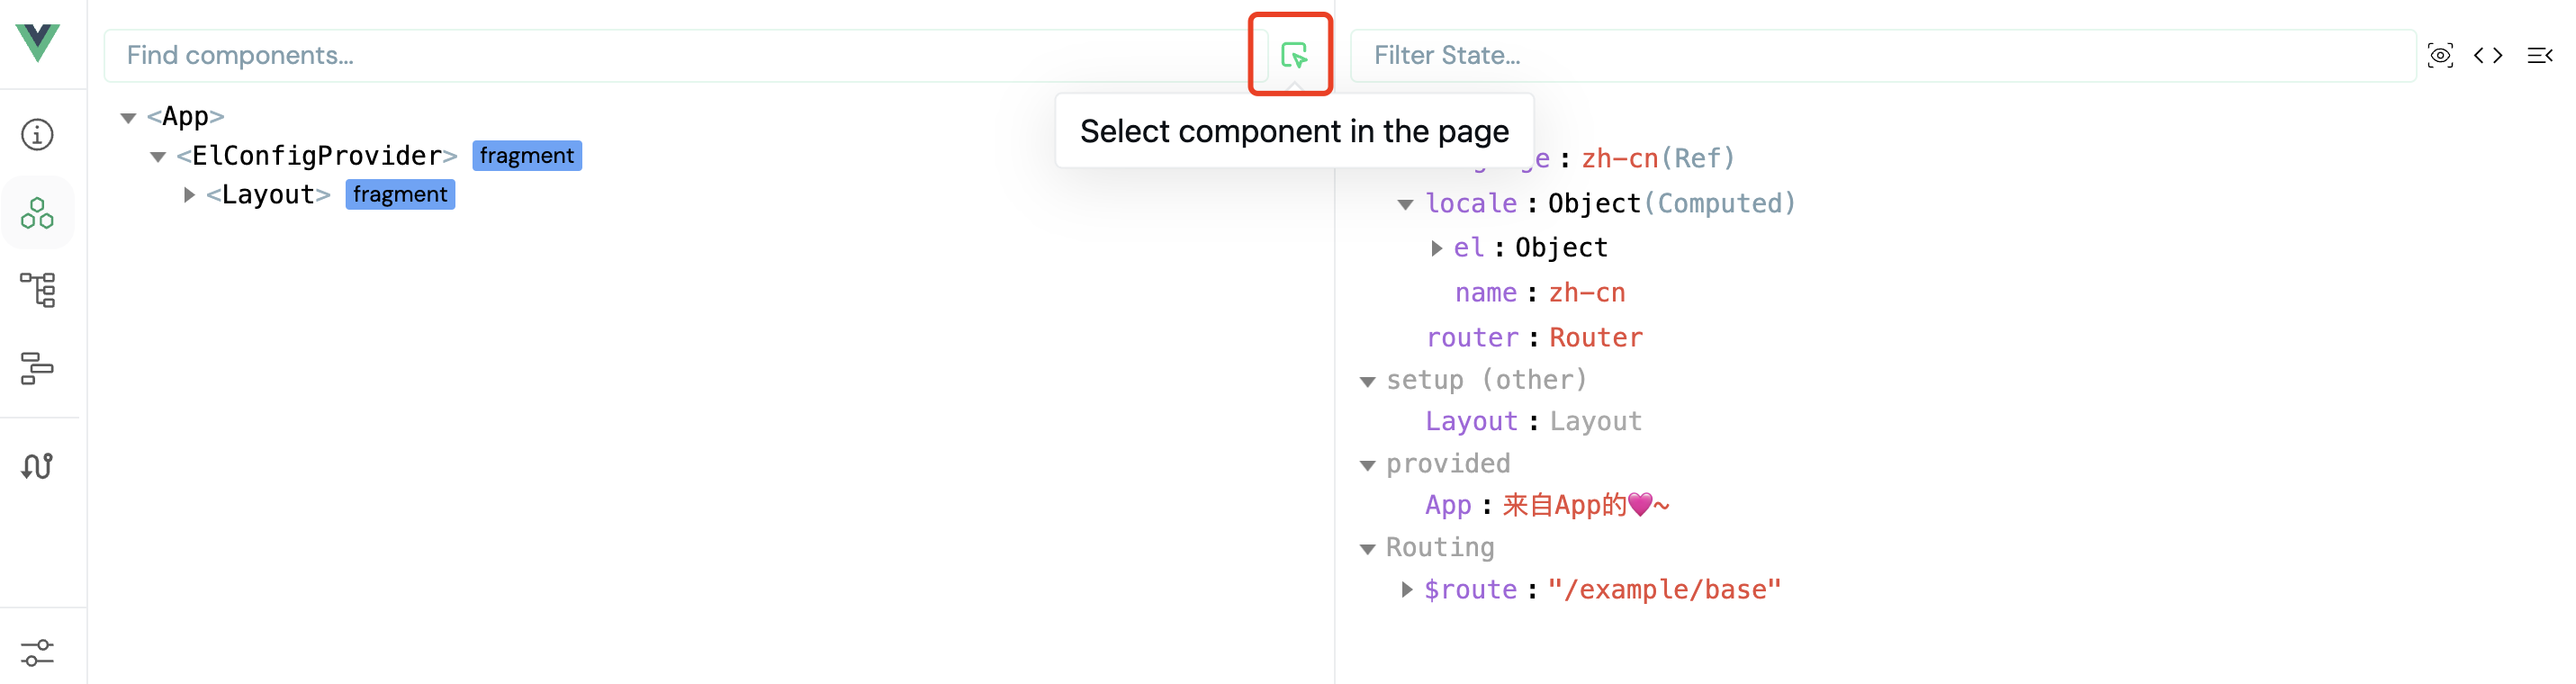 Find components...
Filter State...
Select component in the page
<App>
<ElConfigProvider> fragment
<Layout> fragment
: zh-cn(Ref)
locale : Object(Computed)
el : Object
name : zh-cn
router : Router
setup (other)
Layout : Layout
provided
App : 来自App的💜~
Routing
$route : "/example/base"